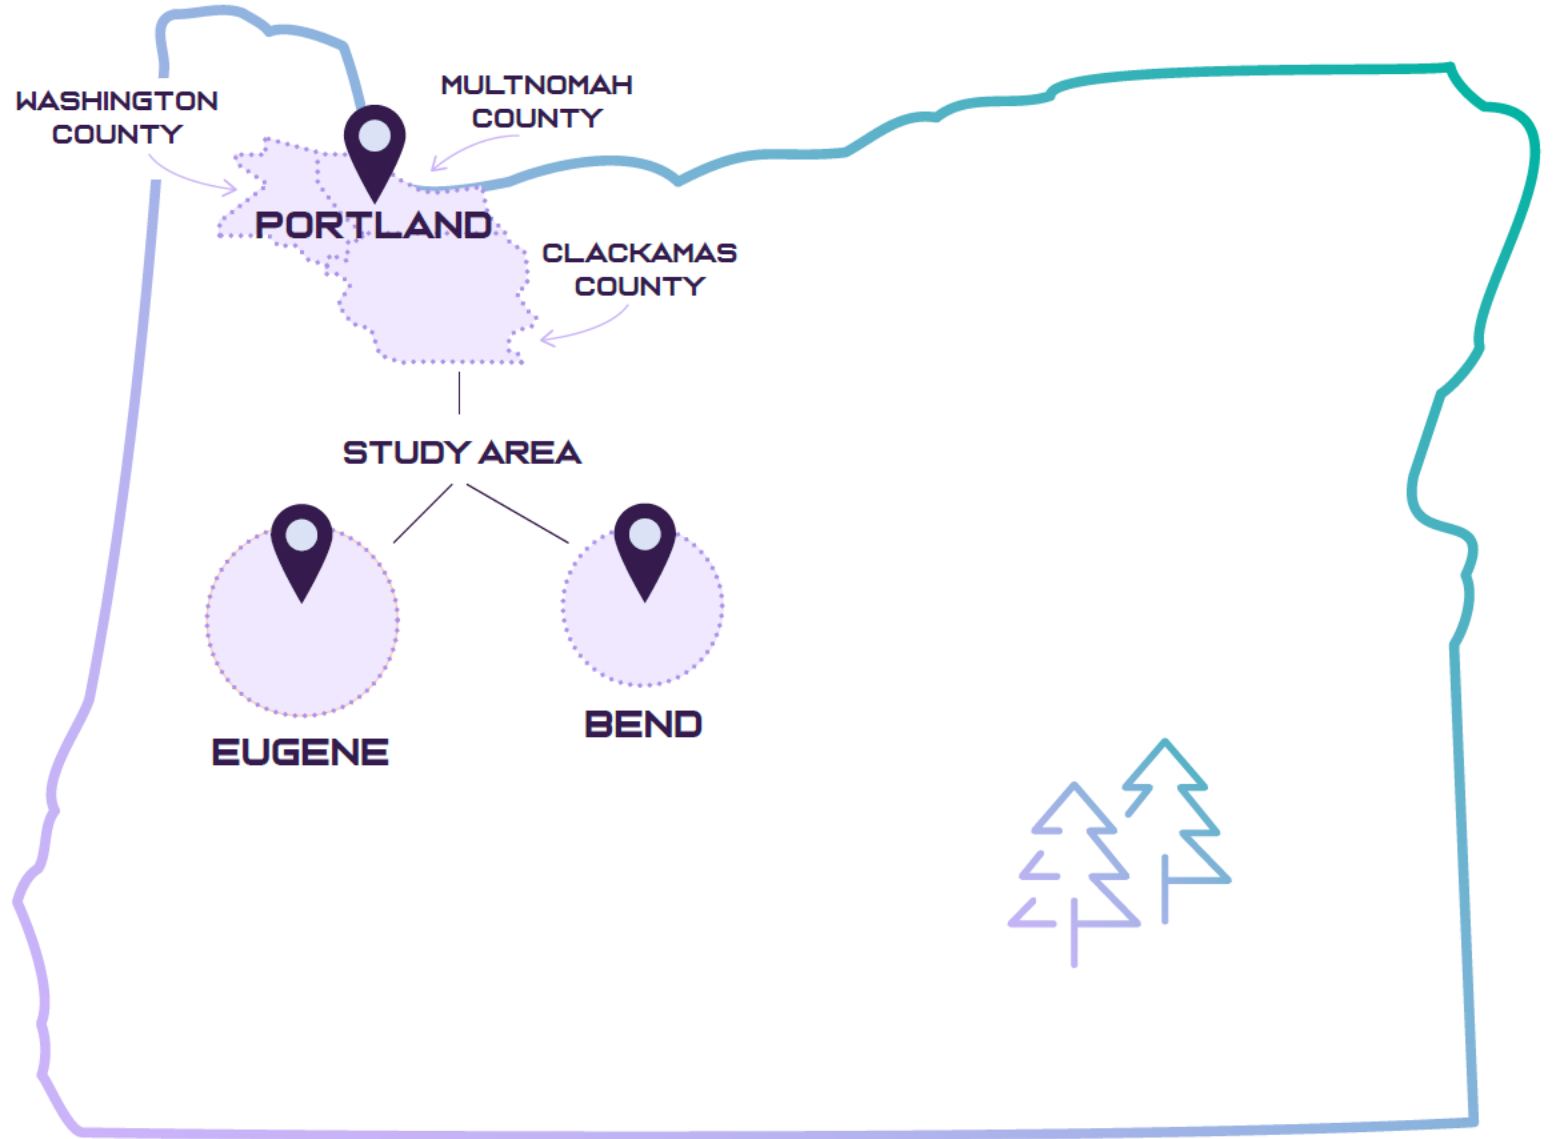 WASHINGTON
COUNTY
MULTNOMAH
COUNTY
PORTLAND
CLACKAMAS
COUNTY
STUDY AREA
EUGENE
BEND